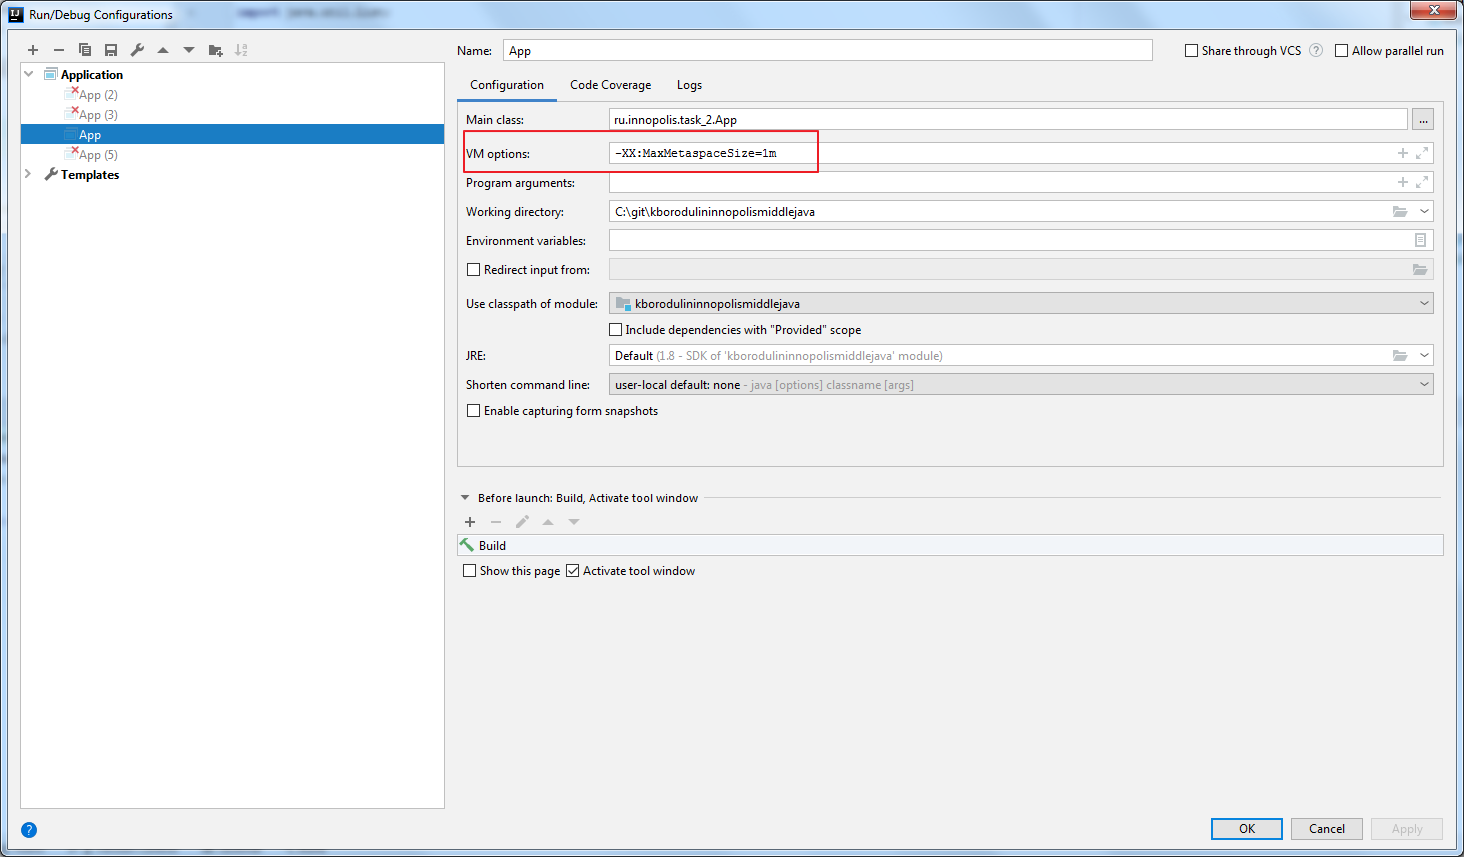 Run/Debug Configurations
Name: App
Share through VCS ?
Allow parallel run
Application
App (2)
App (3)
App
App (5)
Templates
Configuration Code Coverage Logs
Main class: ru.innopolis.task_2.App ...
VM options: -XX:MaxMetaspaceSize=1m
Program arguments:
Working directory: C:\git\kborodulininnopolismiddlejava
Environment variables:
Redirect input from:
Use classpath of module: kborodulininnopolismiddlejava
Include dependencies with "Provided" scope
JRE: Default (1.8 - SDK of 'kborodulininnopolismiddlejava' module)
Shorten command line: user-local default: none - java [options] classname [args]
Enable capturing form snapshots
Before launch: Build, Activate tool window
Build
Show this page Activate tool window
? OK Cancel Apply